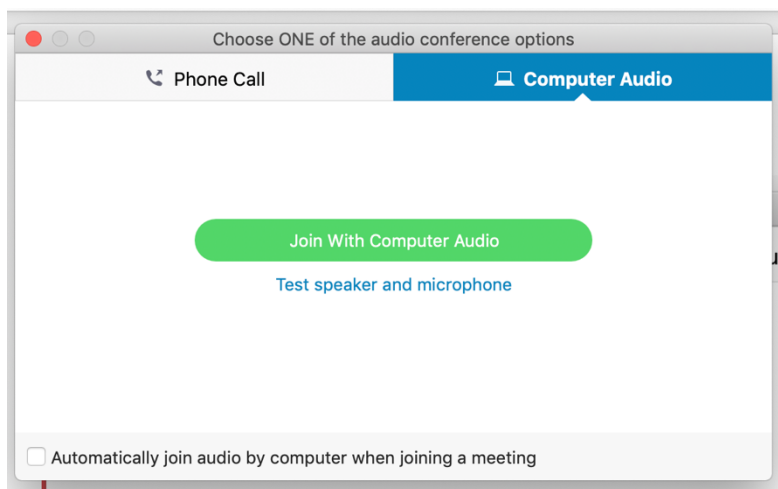 Choose ONE of the audio conference options
Phone Call
Computer Audio
Join With Computer Audio
Test speaker and microphone
Automatically join audio by computer when joining a meeting